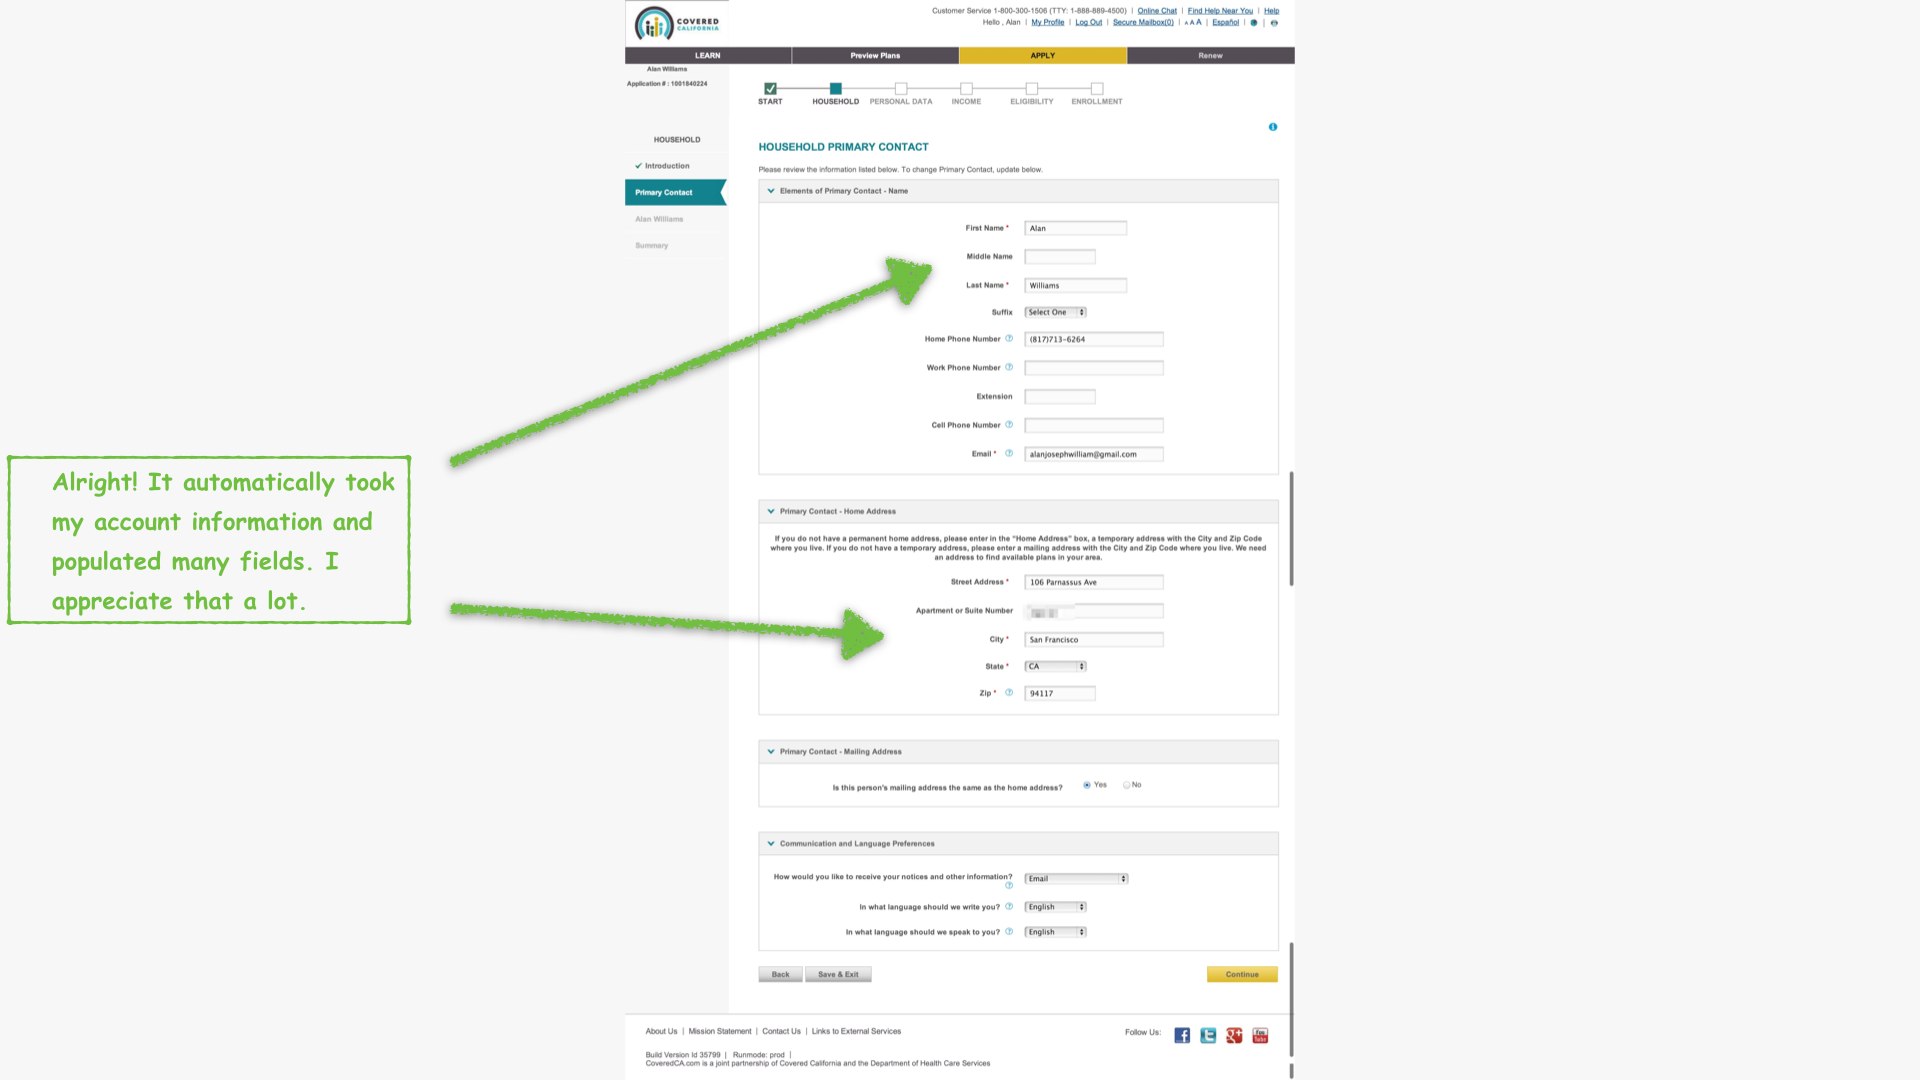 COVERED
CALIFORNIA
Customer Service 1-800-300-1506 (TTY: 1-888-889-4500) | Online Chat | Find Help Near You | Help
Hello , Alan | My Profile | Log Out | Secure Mailbox(0) | A A A | Español | |
LEARN Preview Plans APPLY Renew
Alan Williams
Application # : 1001840224
START HOUSEHOLD PERSONAL DATA INCOME ELIGIBILITY ENROLLMENT
HOUSEHOLD
Introduction
Primary Contact
Alan Williams
Summary
HOUSEHOLD PRIMARY CONTACT
Please review the information listed below. To change Primary Contact, update below.
Elements of Primary Contact - Name
First Name * Alan
Middle Name
Last Name * Williams
Suffix Select One
Home Phone Number ? (817)713-6264
Work Phone Number ?
Extension
Cell Phone Number ?
Email * ? alanjosephwilliam@gmail.com
Alright! It automatically took
my account information and
populated many fields. I
appreciate that a lot.
Primary Contact - Home Address
If you do not have a permanent home address, please enter in the "Home Address" box, a temporary address with the City and Zip Code
where you live. If you do not have a temporary address, please enter a mailing address with the City and Zip Code where you live. We need
an address to find available plans in your area.
Street Address * 106 Parnassus Ave
Apartment or Suite Number
City * San Francisco
State * CA
Zip * ? 94117
Primary Contact - Mailing Address
Is this person's mailing address the same as the home address? Yes No
Communication and Language Preferences
How would you like to receive your notices and other information? ? Email
In what language should we write you? ? English
In what language should we speak to you? ? English
Back Save & Exit Continue
About Us | Mission Statement | Contact Us | Links to External Services
Follow Us: f t g+ You Tube
Build Version Id 35799 | Runmode: prod |
CoveredCA.com is a joint partnership of Covered California and the Department of Health Care Services